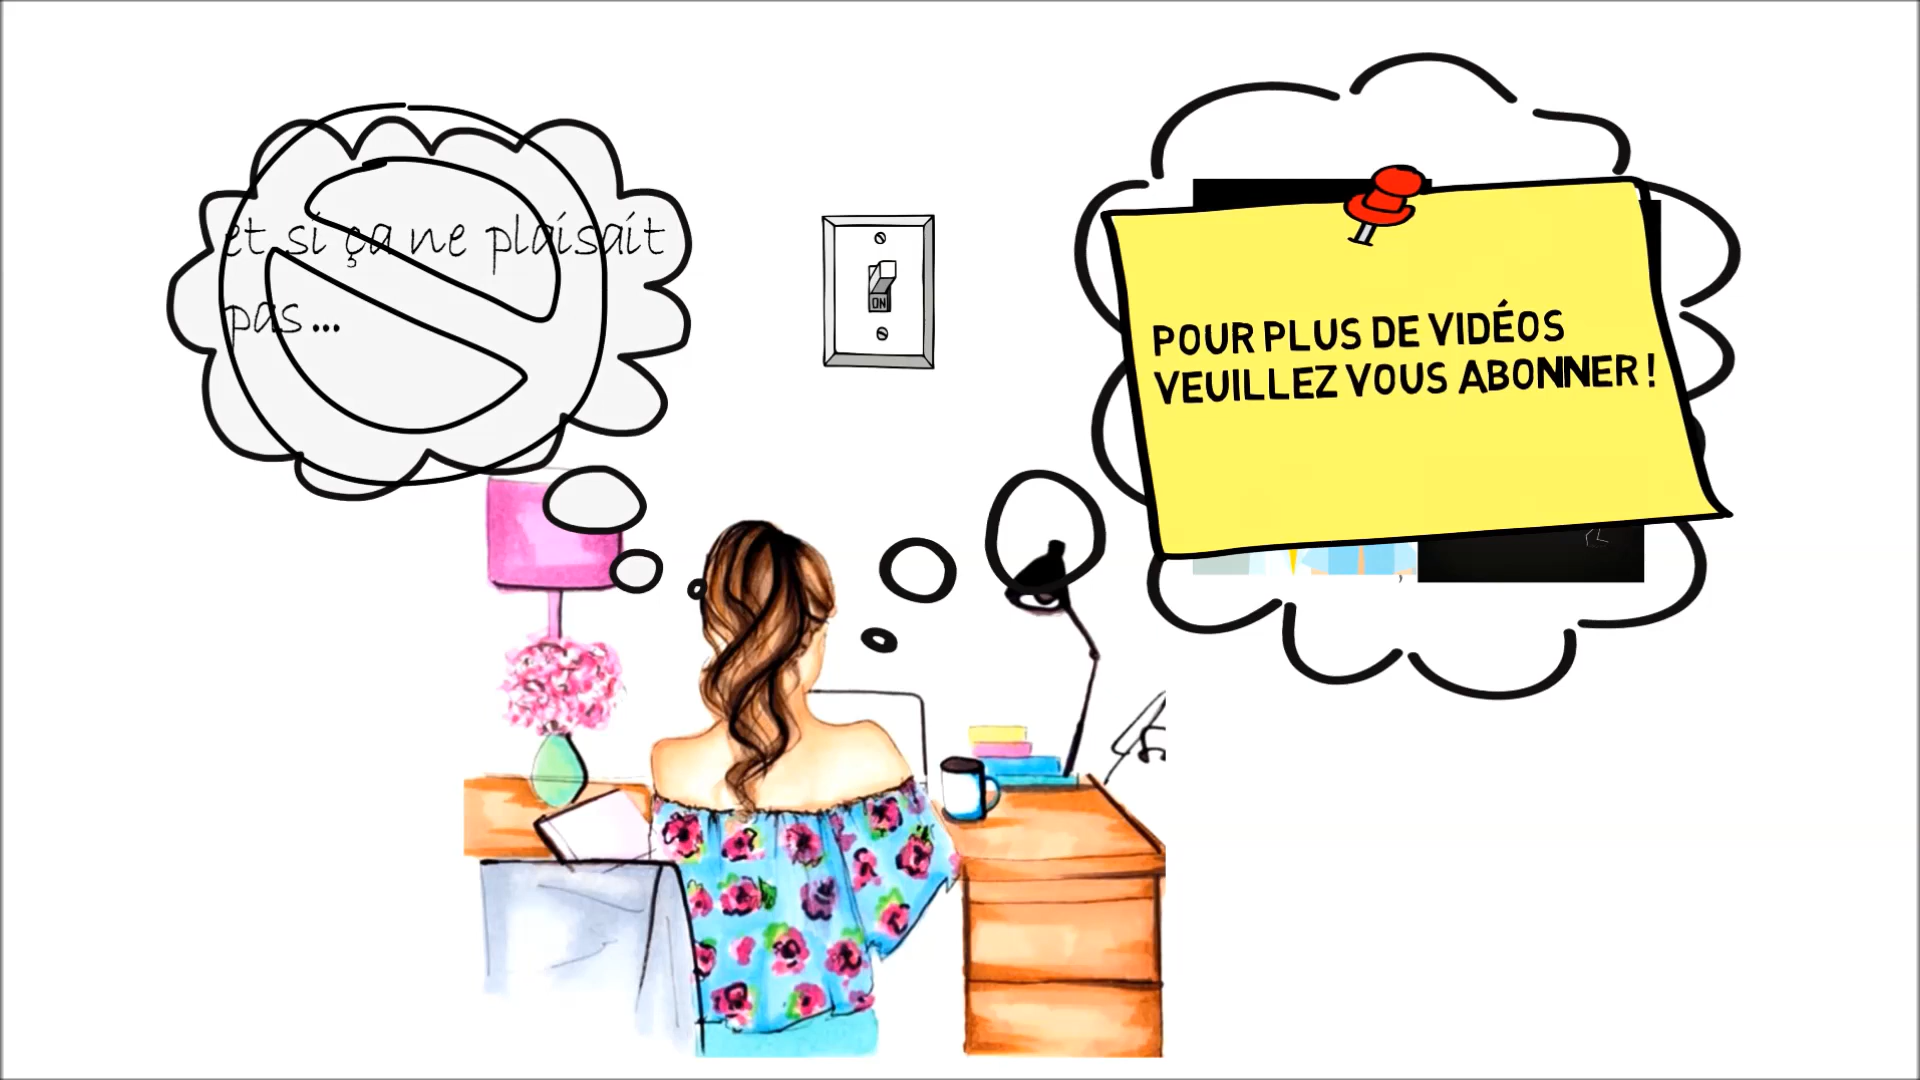 et si ça ne plaisait
pas...
ON
POUR PLUS DE VIDÉOS
VEUILLEZ VOUS ABONNER !